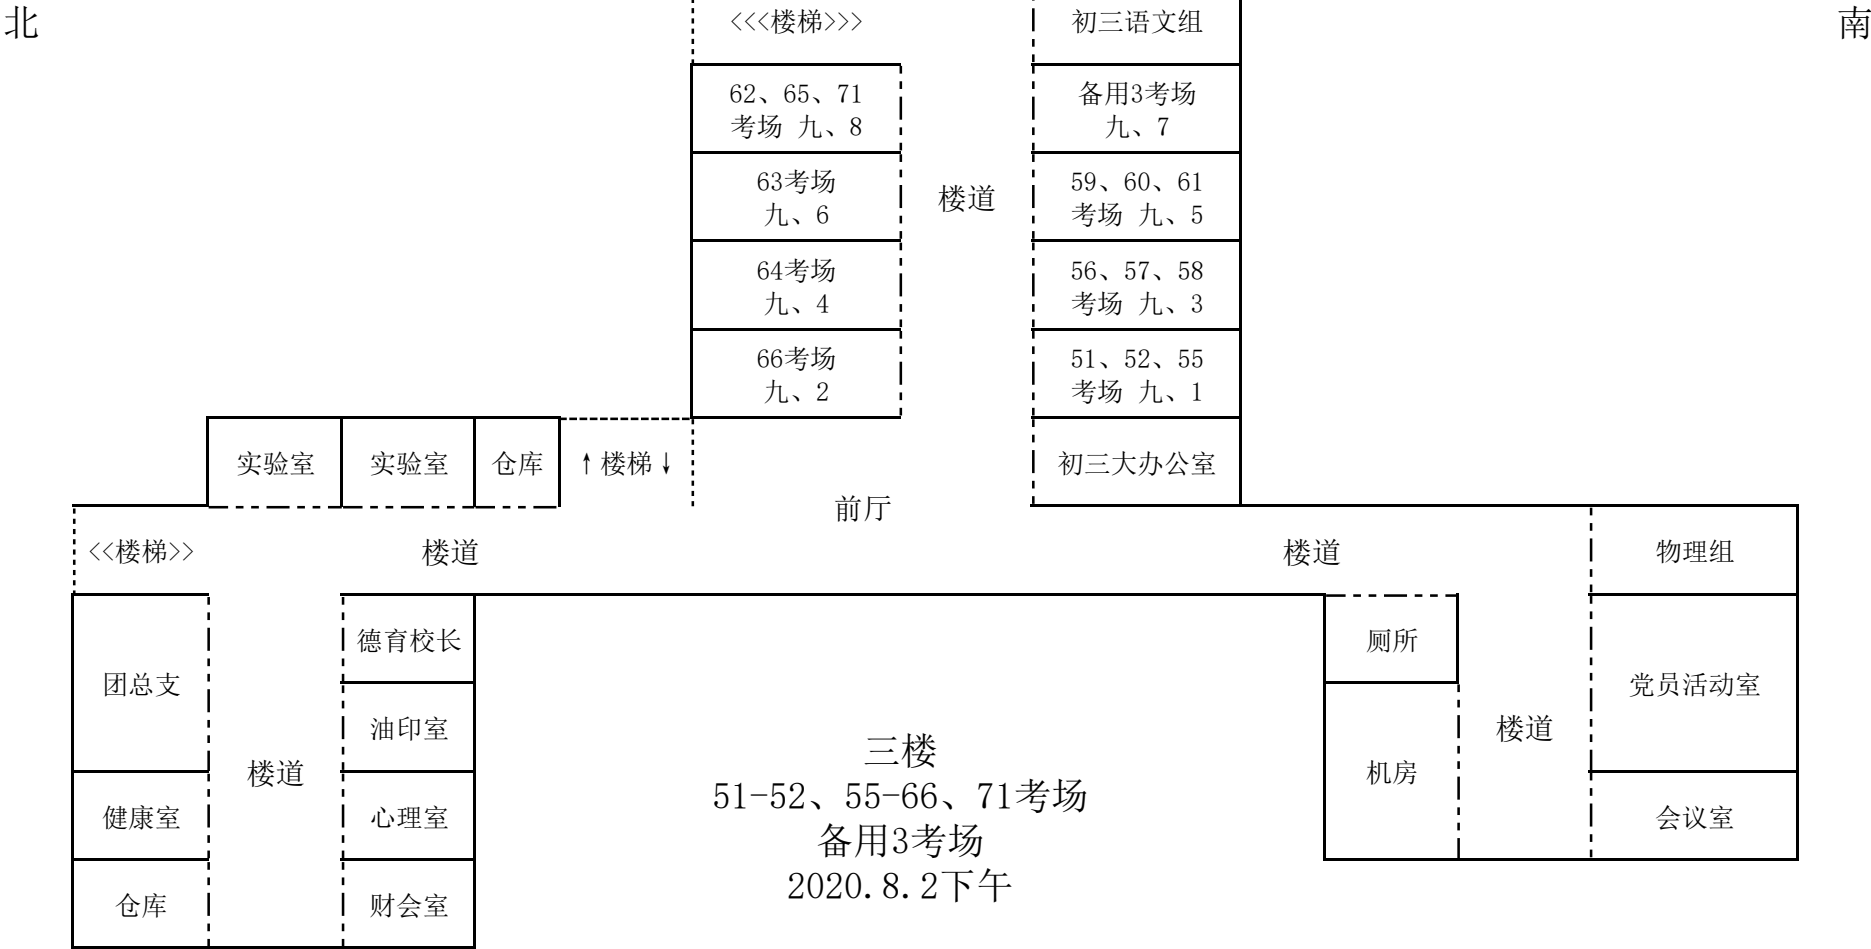 北
南
<<<楼梯>>>
初三语文组
62、65、71
考场 九、8
备用3考场
九、7
63考场
九、6
楼道
59、60、61
考场 九、5
64考场
九、4
56、57、58
考场 九、3
66考场
九、2
51、52、55
考场 九、1
实验室
实验室
仓库
↑楼梯↓
初三大办公室
前厅
<<楼梯>>
楼道
楼道
物理组
团总支
德育校长
厕所
党员活动室
油印室
楼道
楼道
机房
健康室
心理室
会议室
仓库
财会室
三楼
51-52、55-66、71考场
备用3考场
2020.8.2下午